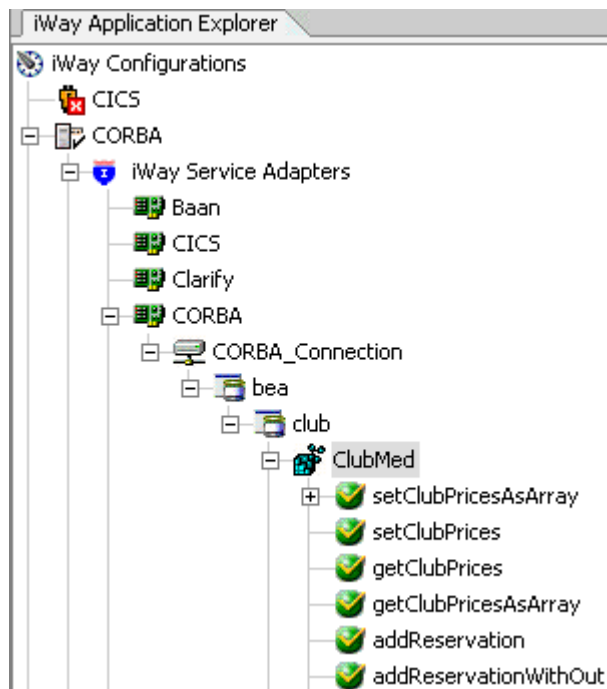 iWay Application Explorer
iWay Configurations
CICS
CORBA
iWay Service Adapters
Baan
CICS
Clarify
CORBA
CORBA_Connection
bea
club
ClubMed
setClubPricesAsArray
setClubPrices
getClubPrices
getClubPricesAsArray
addReservation
addReservationWithOut